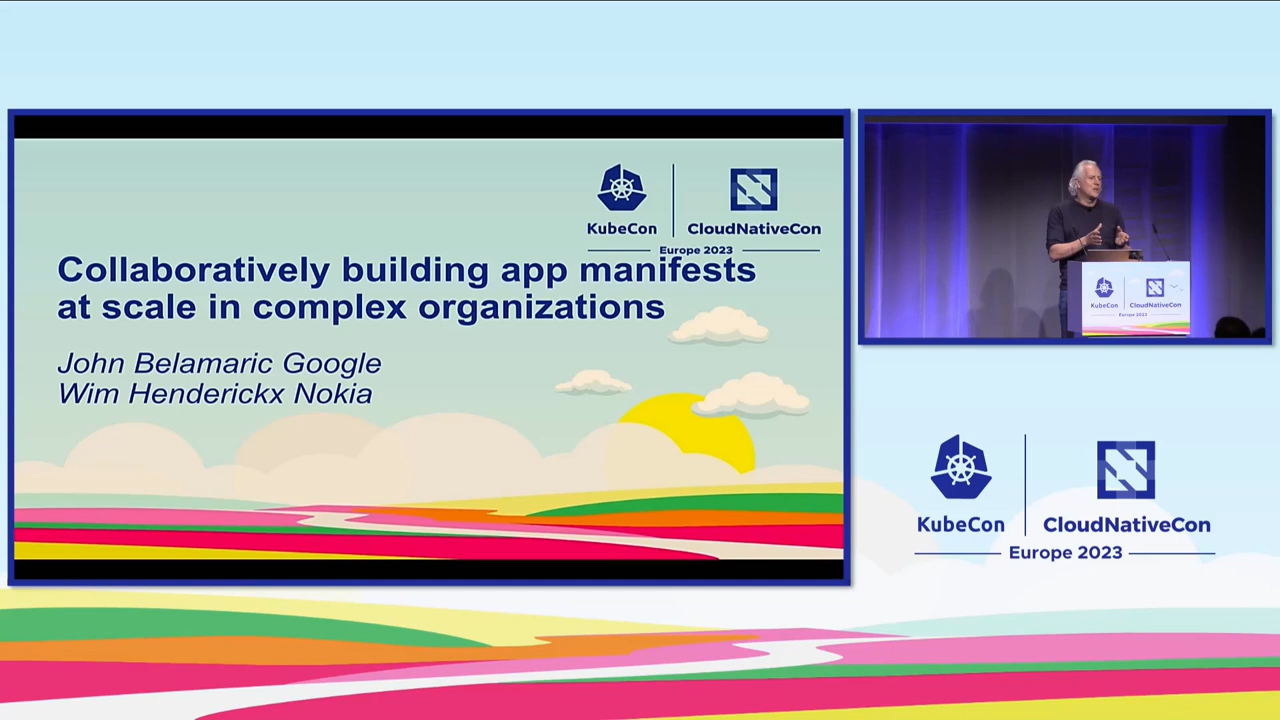 KubeCon
CloudNativeCon
Europe 2023
Collaboratively building app manifests
at scale in complex organizations
John Belamaric Google
Wim Henderickx Nokia
KubeCon
CloudNativeCon
Europe 2023
KubeCon
CloudNativeCon
Europe 2023